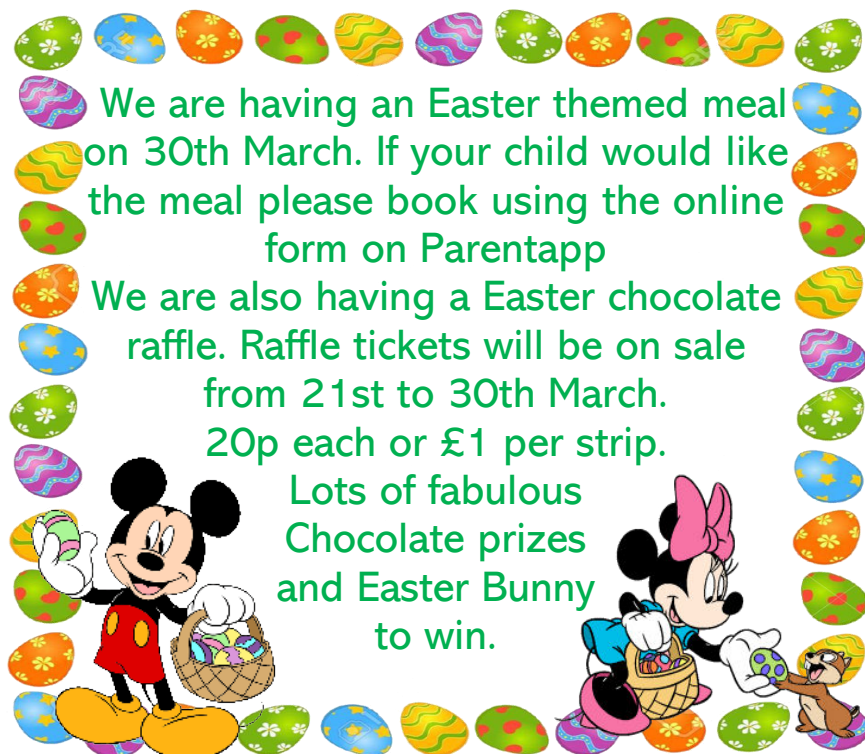 We are having an Easter themed meal
on 30th March. If your child would like
the meal please book using the online
form on Parentapp
We are also having a Easter chocolate
raffle. Raffle tickets will be on sale
from 21st to 30th March.
20p each or £1 per strip.
Lots of fabulous
Chocolate prizes
and Easter Bunny
to win.